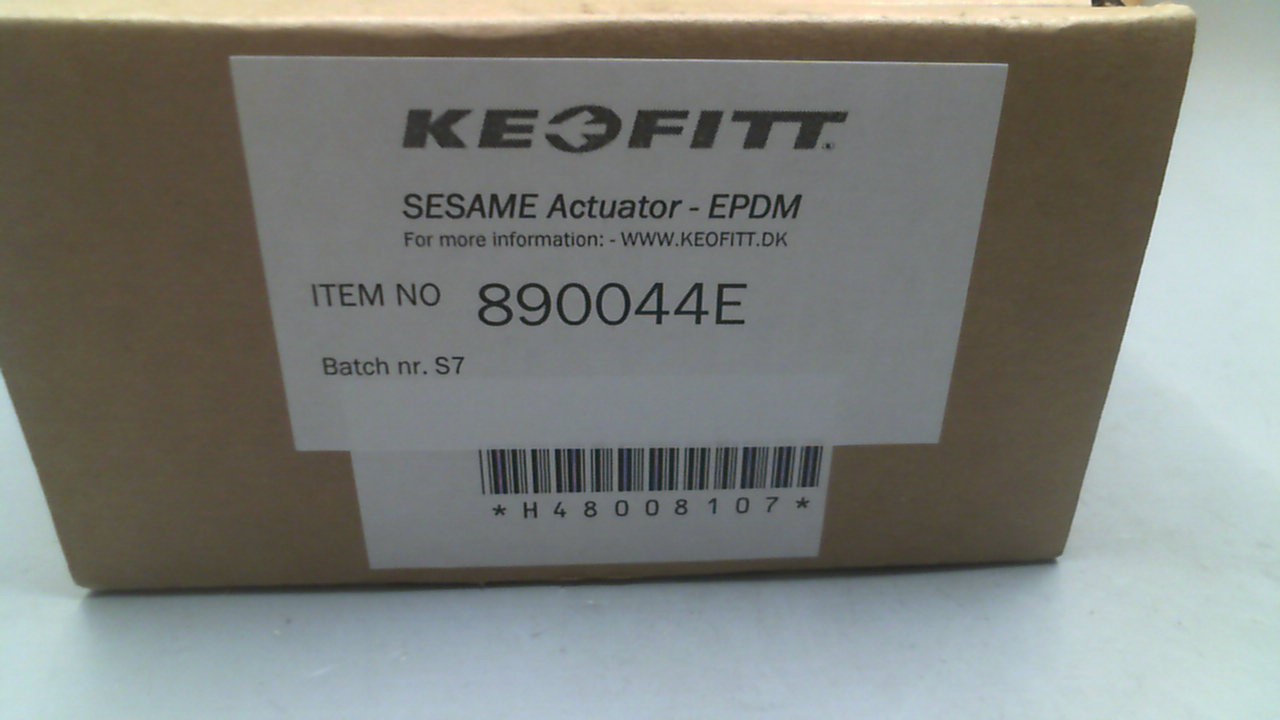 KEOFITT
SESAME Actuator - EPDM
For more information: - WWW.KEOFITT.DK
ITEM NO 890044E
Batch nr. S7
*H48008107*